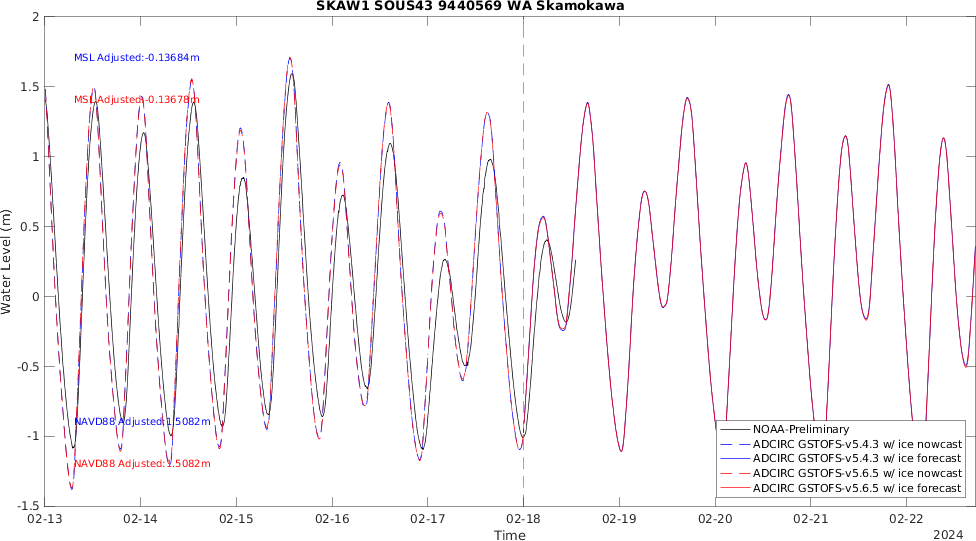 SKAW1 SOUS43 9440569 WA Skamokawa
2
1.5
1
0.5
0
-0.5
-1
-1.5
Water Level (m)
MSL Adjusted:-0.13684m
MSL Adjusted:-0.13678m
NAVD88 Adjusted:1.5082m
NAVD88 Adjusted:1.5082m
NOAA-Preliminary
ADCIRC GSTOFS-v5.4.3 w/ ice nowcast
ADCIRC GSTOFS-v5.4.3 w/ ice forecast
ADCIRC GSTOFS-v5.6.5 w/ ice nowcast
ADCIRC GSTOFS-v5.6.5 w/ ice forecast
02-13 02-14 02-15 02-16 02-17 02-18 02-19 02-20 02-21 02-22
Time
2024